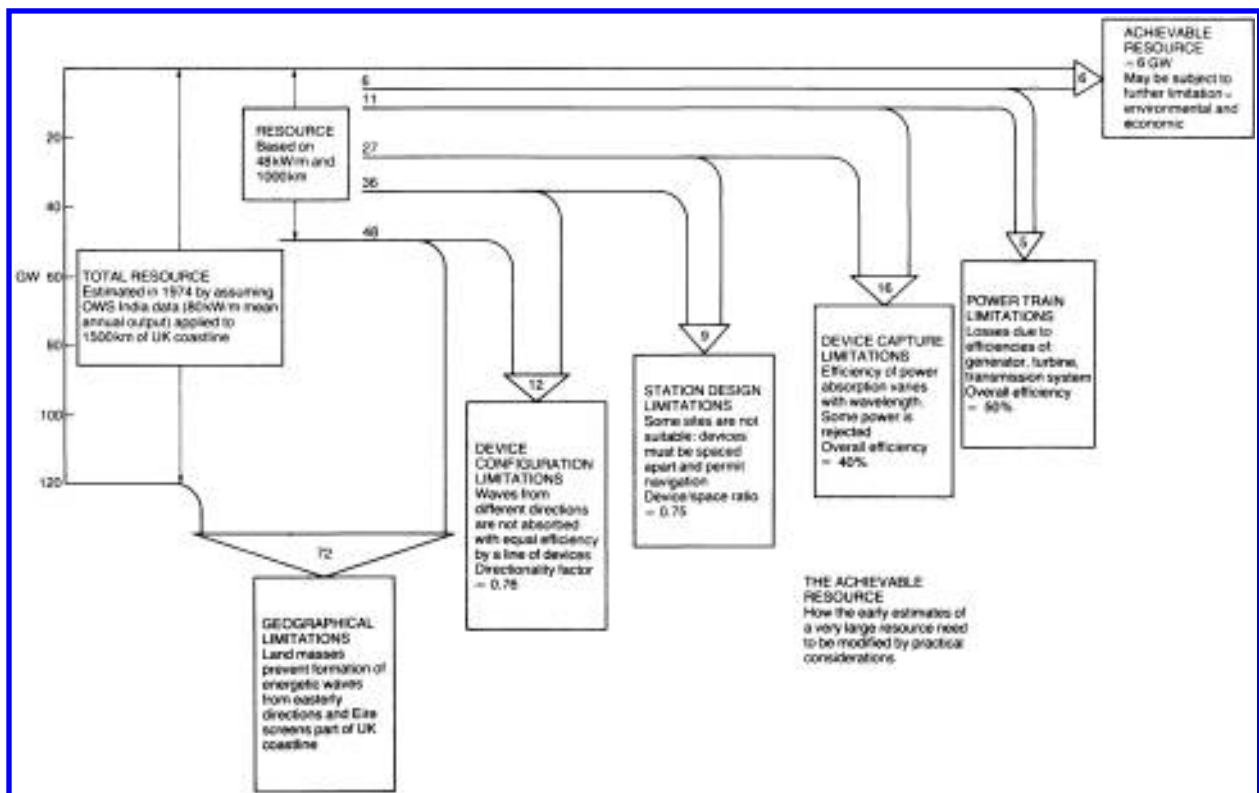 ACHIEVABLE
RESOURCE
~ 6 GW
May be subject to
further limitation –
environmental and
economic
6
6
11
20
RESOURCE
Based on
48kW/m and
1000km
27
36
40
48
5
GW 60
TOTAL RESOURCE
Estimated in 1974 by assuming
OWS India data (80kW/m mean
annual output) applied to
1500km of UK coastline
16
POWER TRAIN
LIMITATIONS
Losses due to
efficiencies of
generator, turbine,
transmission system
Overall efficiency
~ 50%
80
9
DEVICE CAPTURE
LIMITATIONS
Efficiency of power
absorption varies
with wavelength.
Some power is
rejected
Overall efficiency
~ 40%
12
STATION DESIGN
LIMITATIONS
Some sites are not
suitable: devices
must be spaced
apart and permit
navigation
Device/space ratio
~ 0.75
100
DEVICE
CONFIGURATION
LIMITATIONS
Waves from
different directions
are not absorbed
with equal efficiency
by a line of devices
Directionality factor
~ 0.76
120
72
GEOGRAPHICAL
LIMITATIONS
Land masses
prevent formation of
energetic waves
from easterly
directions and Eire
screens part of UK
coastline
THE ACHIEVABLE
RESOURCE
How the early estimates of
a very large resource need
to be modified by practical
considerations